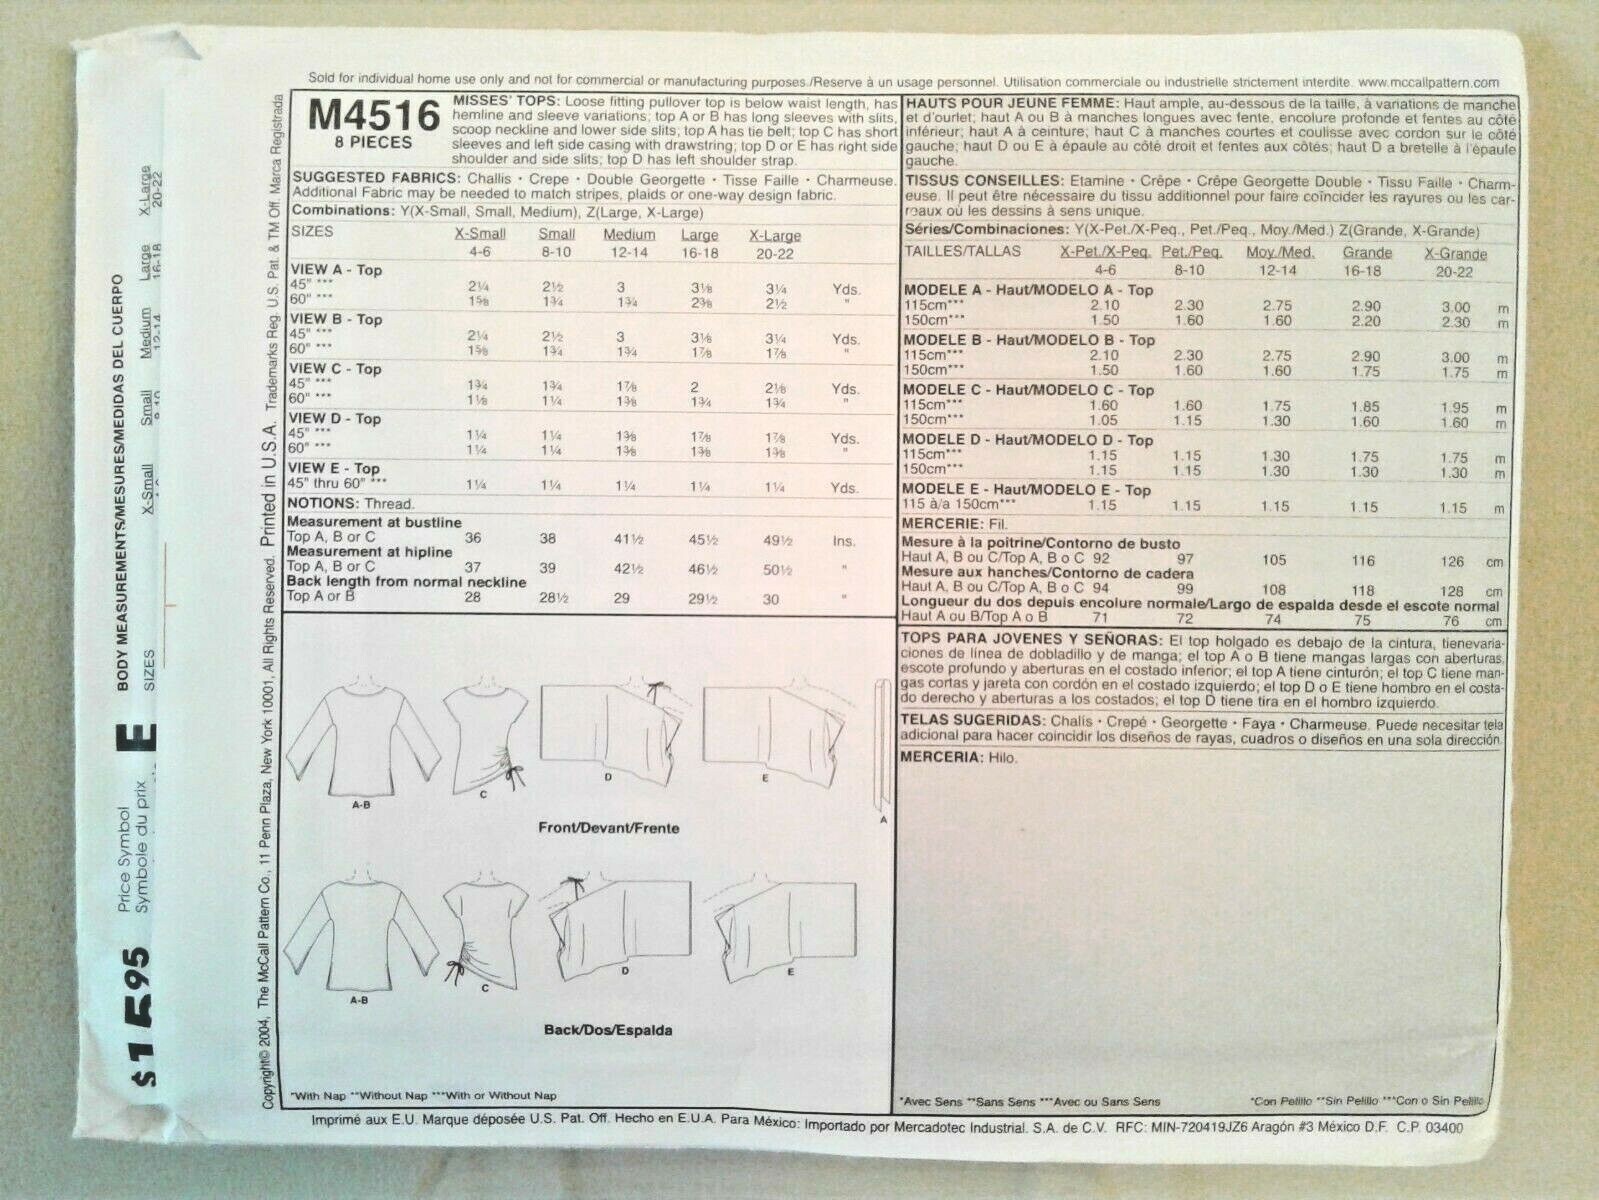 Sold for individual home use only and not for commercial or manufacturing purposes./Reserve à un usage personnel. Utilisation commerciale ou industrielle strictement interdite. www.mccallpattern.com
M4516
8 PIECES
MISSES' TOPS: Loose fitting pullover top is below waist length, has
hemline and sleeve variations; top A or B has long sleeves with slits,
scoop neckline and lower side slits; top A has tie belt; top C has short
sleeves and left side casing with drawstring; top D or E has right side
shoulder and side slits; top D has left shoulder strap.
SUGGESTED FABRICS: Challis • Crepe • Double Georgette • Tisse Faille • Charmeuse.
Additional Fabric may be needed to match stripes, plaids or one-way design fabric.
Combinations: Y(X-Small, Small, Medium), Z(Large, X-Large)
SIZES X-Small Small Medium Large X-Large
4-6 8-10 12-14 16-18 20-22
VIEW A - Top
45" *** 2¼ 2½ 3 3⅛ 3¼ Yds.
60" *** 1⅝ 1¾ 1¾ 2⅜ 2½ "
VIEW B - Top
45" *** 2¼ 2½ 3 3⅛ 3¼ Yds.
60" *** 1⅝ 1¾ 1¾ 1⅞ 1⅞ "
VIEW C - Top
45" *** 1¾ 1¾ 1⅞ 2 2⅛ Yds.
60" *** 1⅛ 1¼ 1⅜ 1¾ 1¾ "
VIEW D - Top
45" *** 1¼ 1¼ 1⅜ 1⅞ 1⅞ Yds.
60" *** 1¼ 1¼ 1⅜ 1⅜ 1⅜ "
VIEW E - Top
45" thru 60" *** 1¼ 1¼ 1¼ 1¼ 1¼ Yds.
NOTIONS: Thread.
Measurement at bustline
Top A, B or C 36 38 41½ 45½ 49½ Ins.
Measurement at hipline
Top A, B or C 37 39 42½ 46½ 50½ "
Back length from normal neckline
Top A or B 28 28½ 29 29½ 30 "
A-B
C
D
E
A
Front/Devant/Frente
A-B
C
D
E
Back/Dos/Espalda
*With Nap **Without Nap ***With or Without Nap
HAUTS POUR JEUNE FEMME: Haut ample, au-dessous de la taille, à variations de manche
et d'ourlet; haut A ou B à manches longues avec fente, encolure profonde et fentes au côté
inférieur; haut A à ceinture; haut C à manches courtes et coulisse avec cordon sur le côté
gauche; haut D ou E à épaule au côté droit et fentes aux côtés; haut D a bretelle à l'épaule
gauche.
TISSUS CONSEILLES: Etamine • Crêpe • Crêpe Georgette Double • Tissu Faille • Charm-
euse. Il peut être nécessaire du tissu additionnel pour faire coïncider les rayures ou les car-
reaux où les dessins à sens unique.
Séries/Combinaciones: Y(X-Pet./X-Peq., Pet./Peq., Moy./Med.) Z(Grande, X-Grande)
TAILLES/TALLAS X-Pet./X-Peq. Pet./Peq. Moy./Med. Grande X-Grande
4-6 8-10 12-14 16-18 20-22
MODELE A - Haut/MODELO A - Top
115cm*** 2.10 2.30 2.75 2.90 3.00 m
150cm*** 1.50 1.60 1.60 2.20 2.30 m
MODELE B - Haut/MODELO B - Top
115cm*** 2.10 2.30 2.75 2.90 3.00 m
150cm*** 1.50 1.60 1.60 1.75 1.75 m
MODELE C - Haut/MODELO C - Top
115cm*** 1.60 1.60 1.75 1.85 1.95 m
150cm*** 1.05 1.15 1.30 1.60 1.60 m
MODELE D - Haut/MODELO D - Top
115cm*** 1.15 1.15 1.30 1.75 1.75 m
150cm*** 1.15 1.15 1.30 1.30 1.30 m
MODELE E - Haut/MODELO E - Top
115 à/a 150cm*** 1.15 1.15 1.15 1.15 1.15 m
MERCERIE: Fil.
Mesure à la poitrine/Contorno de busto
Haut A, B ou C/Top A, B o C 92 97 105 116 126 cm
Mesure aux hanches/Contorno de cadera
Haut A, B ou C/Top A, B o C 94 99 108 118 128 cm
Longueur du dos depuis encolure normale/Largo de espalda desde el escote normal
Haut A ou B/Top A o B 71 72 74 75 76 cm
TOPS PARA JOVENES Y SEÑORAS: El top holgado es debajo de la cintura, tienevaria-
ciones de línea de dobladillo y de manga; el top A o B tiene mangas largas con aberturas,
escote profundo y aberturas en el costado inferior; el top A tiene cinturón; el top C tiene man-
gas cortas y jareta con cordón en el costado izquierdo; el top D o E tiene hombro en el costa-
do derecho y aberturas a los costados; el top D tiene tira en el hombro izquierdo.
TELAS SUGERIDAS: Chalis • Crepé • Georgette • Faya • Charmeuse. Puede necesitar tela
adicional para hacer coincidir los diseños de rayas, cuadros o diseños en una sola dirección.
MERCERIA: Hilo.
*Avec Sens **Sans Sens ***Avec ou Sans Sens *Con Pelillo **Sin Pelillo ***Con o Sin Pelillo
Imprimé aux E.U. Marque déposée U.S. Pat. Off. Hecho en E.U.A. Para México: Importado por Mercadotec Industrial. S.A. de C.V. RFC: MIN-720419JZ6 Aragón #3 México D.F. C.P. 03400
Copyright© 2004, The McCall Pattern Co., 11 Penn Plaza, New York 10001, All Rights Reserved. Printed in U.S.A. Trademarks Reg. U.S. Pat. & TM Off. Marca Registrada
$15.95
Price Symbol
Symbole du prix
E
BODY MEASUREMENTS/MESURES/MEDIDAS DEL CUERPO
SIZES X-Small Small Medium Large X-Large
12-14 16-18 20-22